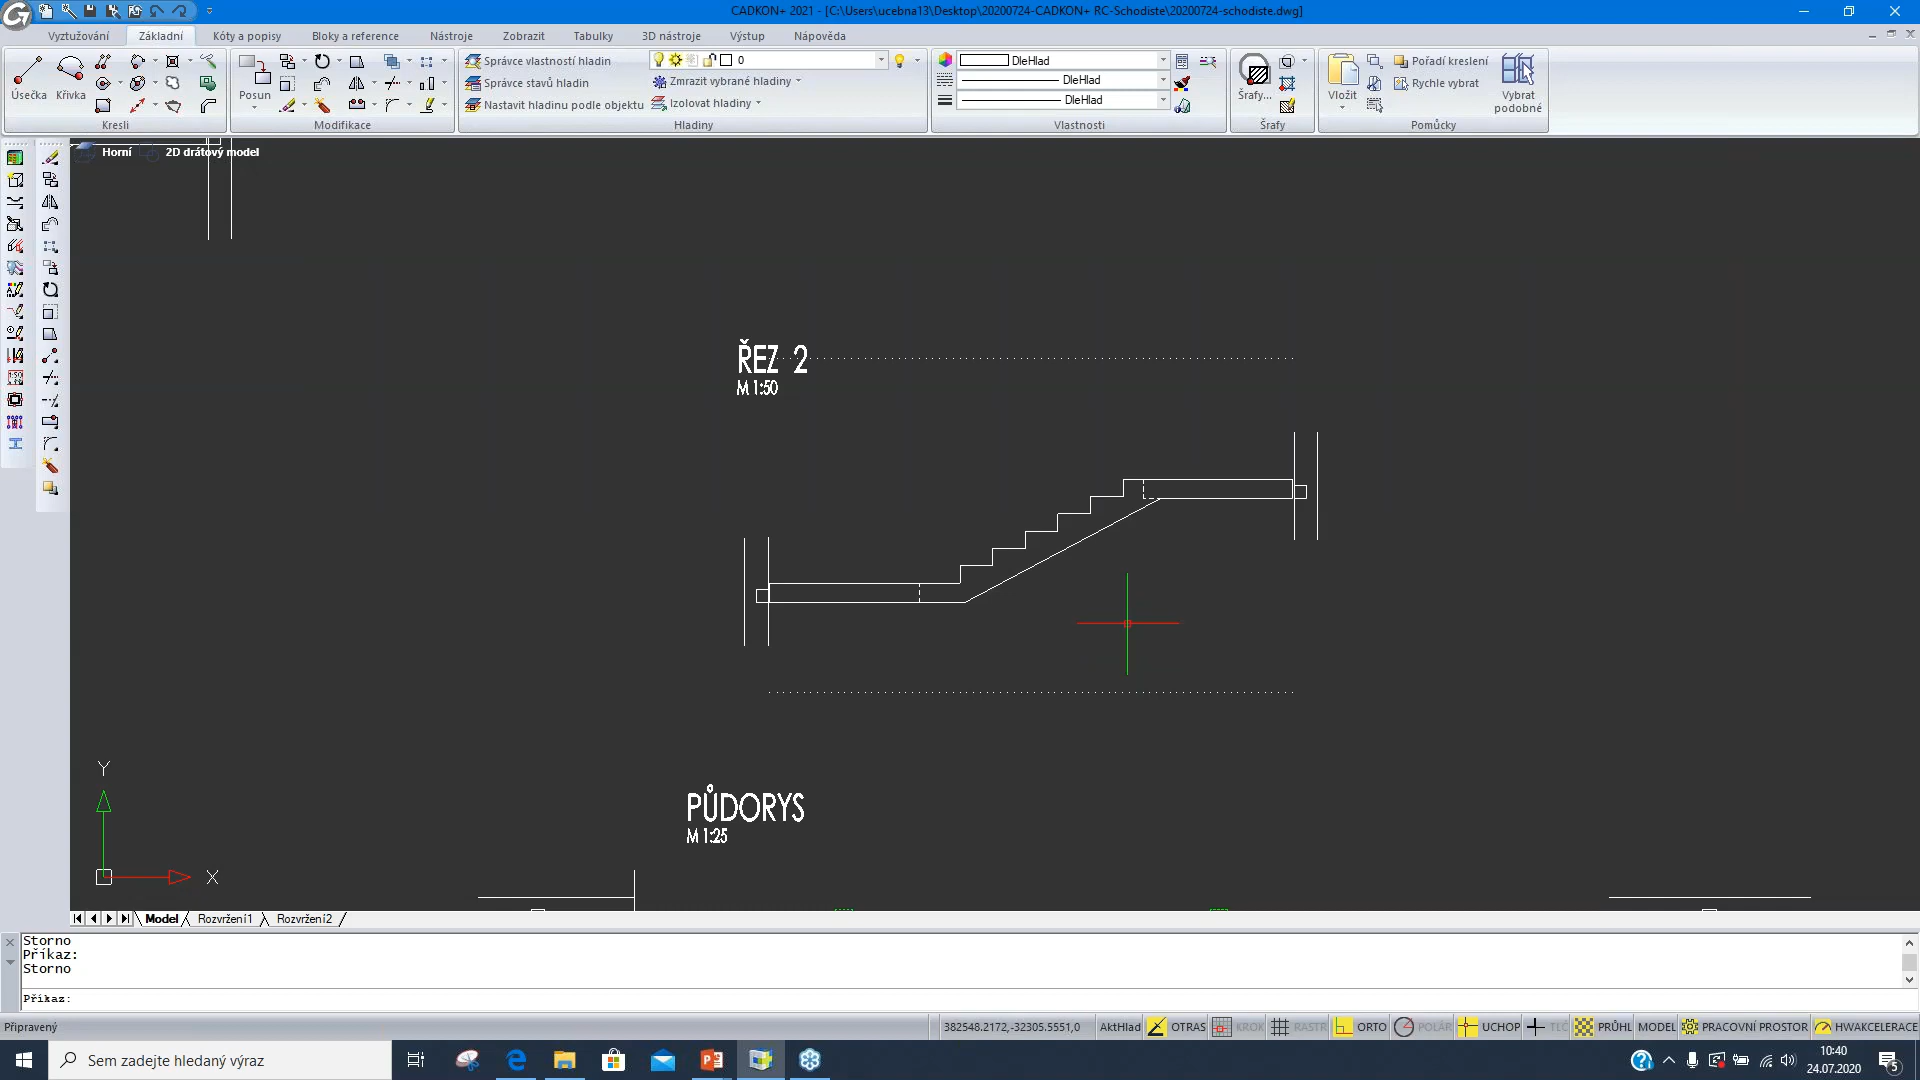 CADKON+ 2021 - [C:\Users\ucebna13\Desktop\20200724-CADKON+ RC-Schodiste\20200724-schodiste.dwg]
Vyztužování Základní Kóty a popisy Bloky a reference Nástroje Zobrazit Tabulky 3D nástroje Výstup Nápověda
Úsečka Křivka
Kresli
Posun
Modifikace
Správce vlastností hladin
Správce stavů hladin
Nastavit hladinu podle objektu
0
Zmrazit vybrané hladiny
Izolovat hladiny
Hladiny
DleHlad
DleHlad
DleHlad
Vlastnosti
Šrafy...
Šrafy
Vložit
Pořadí kreslení
Rychle vybrat
Vybrat
podobné
Pomůcky
Horní 2D drátový model
ŘEZ 2
M 1:50
PŮDORYS
M 1:25
Y
X
Model Rozvržení1 Rozvržení2
Storno
Příkaz:
Storno
Příkaz:
Připravený
382548.2172,-32305.5551,0 AktHlad OTRAS KROK RASTR ORTO POLÁR UCHOP TLČ PRŮHL MODEL PRACOVNÍ PROSTOR HWAKCELERACE
Sem zadejte hledaný výraz
10:40
24.07.2020
5